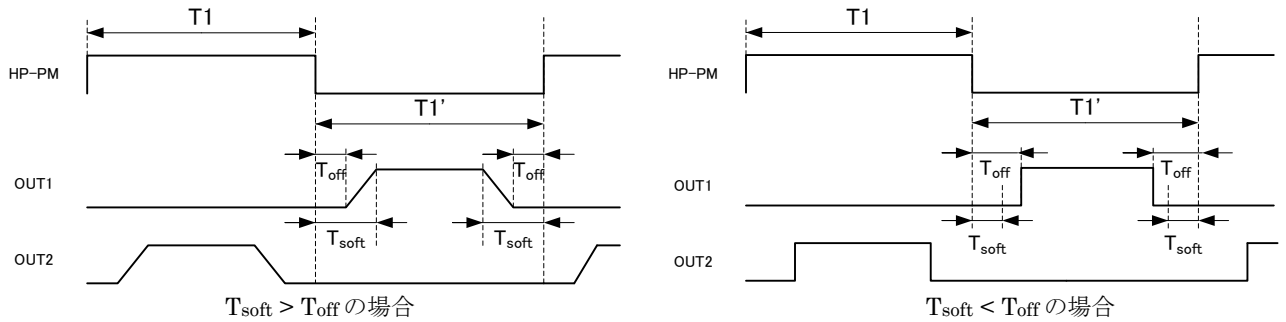 T1
HP-PM
T1'
Toff
Toff
OUT1
Tsoft
Tsoft
OUT2
Tsoft > Toff の場合
T1
HP-PM
T1'
Toff
Toff
OUT1
Tsoft
Tsoft
OUT2
Tsoft < Toff の場合